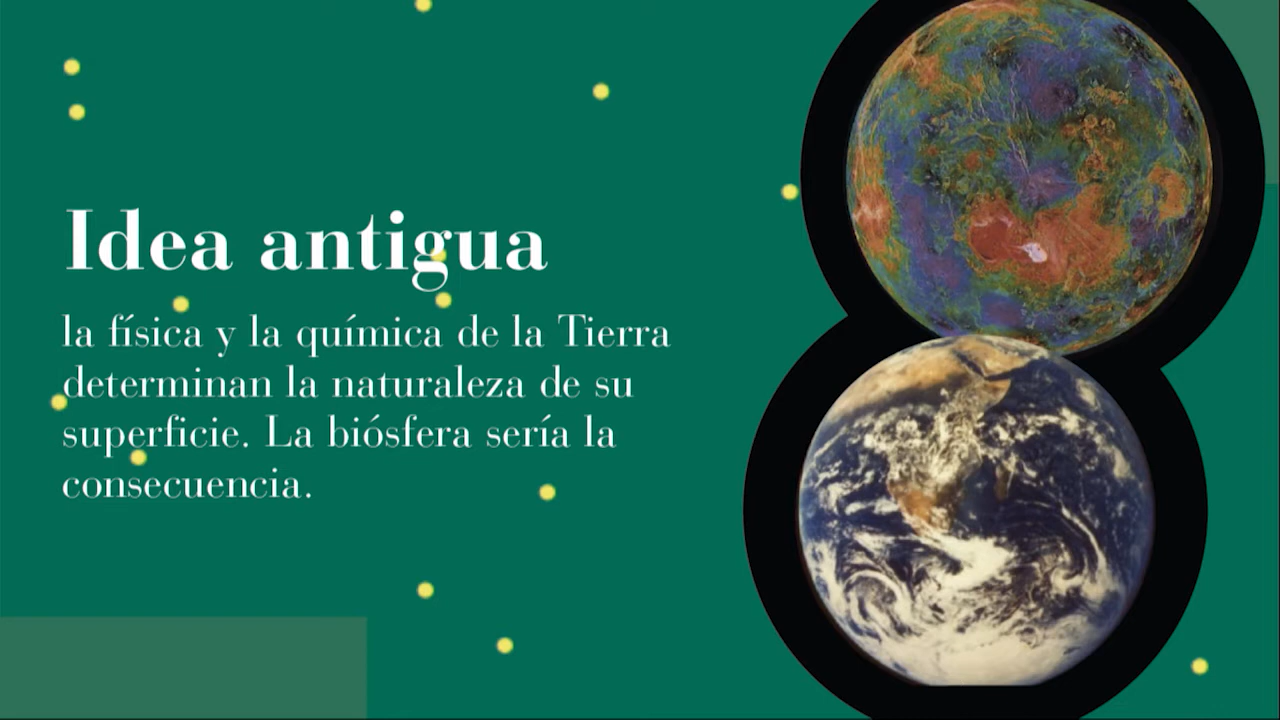 Idea antigua
la física y la química de la Tierra
determinan la naturaleza de su
superficie. La biósfera sería la
consecuencia.